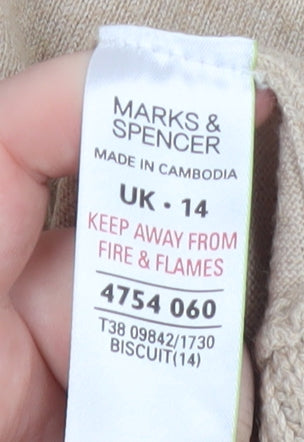 MARKS &
SPENCER
MADE IN CAMBODIA
UK · 14
KEEP AWAY FROM
FIRE & FLAMES
4754 060
T38 09842/1730
BISCUIT(14)